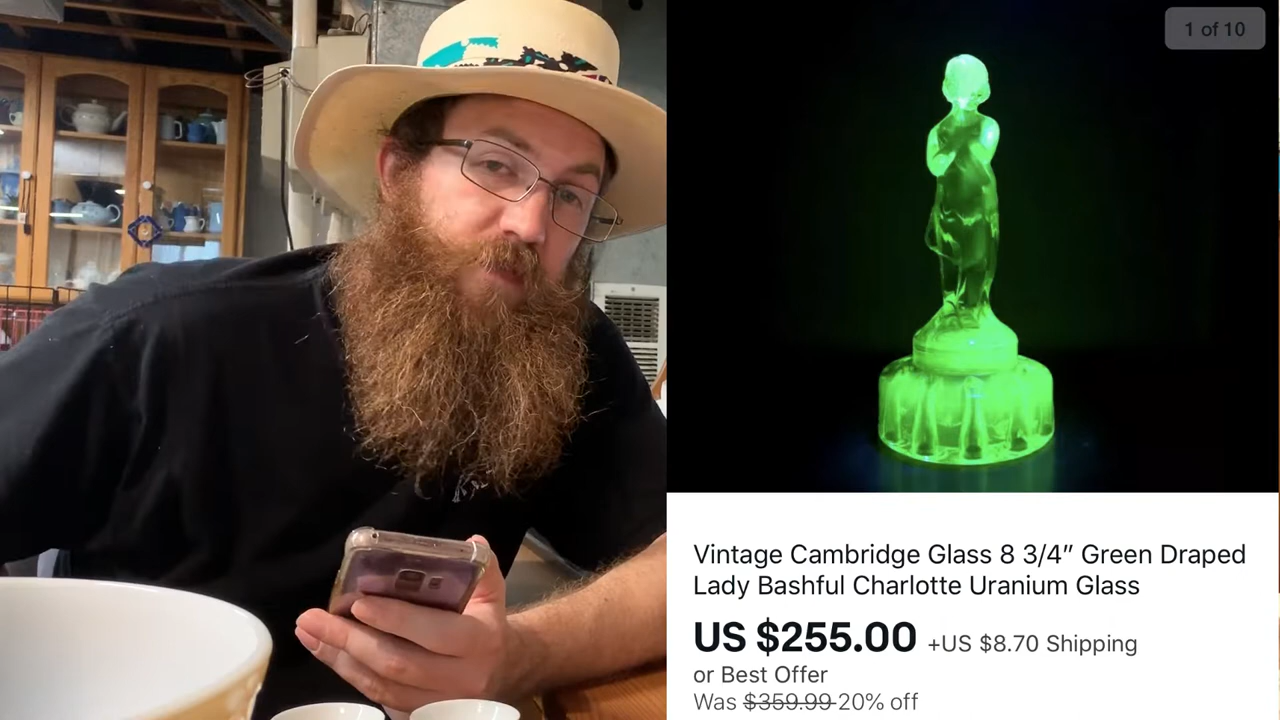 1 of 10
Vintage Cambridge Glass 8 3/4” Green Draped
Lady Bashful Charlotte Uranium Glass
US $255.00 +US $8.70 Shipping
or Best Offer
Was $359.99 20% off